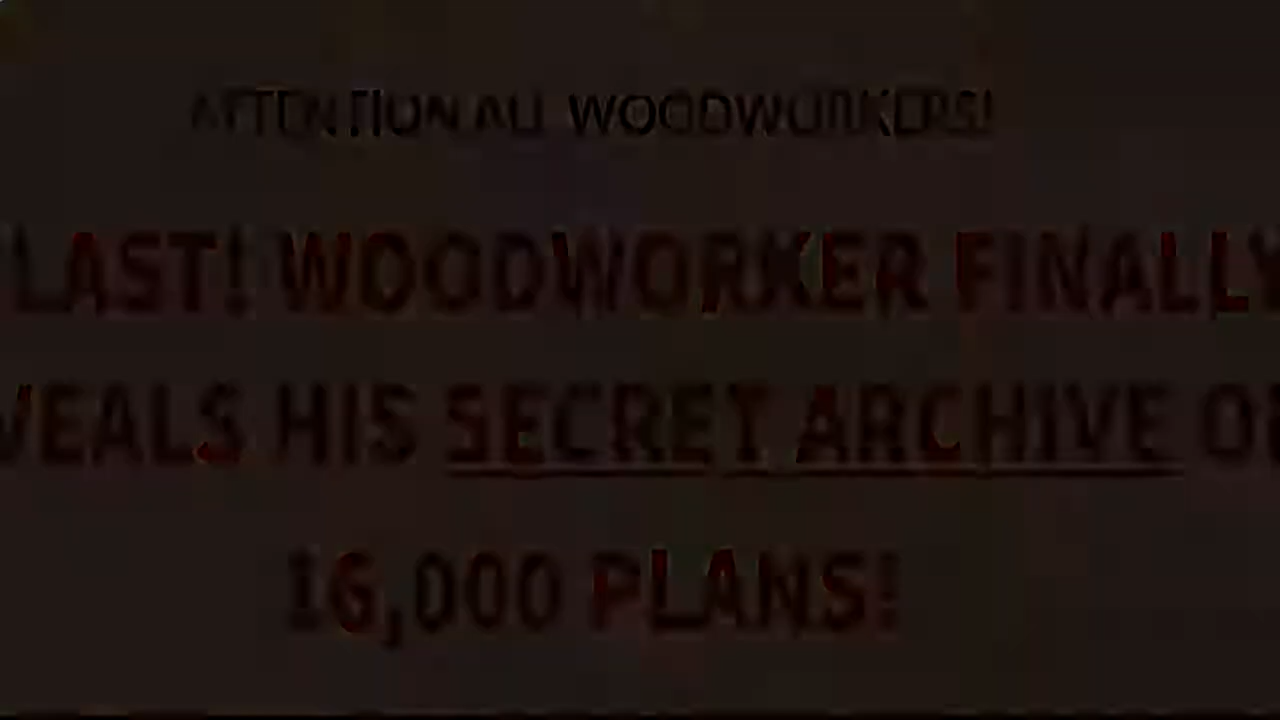 ATTENTION ALL WOODWORKERS!
LAST! WOODWORKER FINALLY
VEALS HIS SECRET ARCHIVE OF
16,000 PLANS!